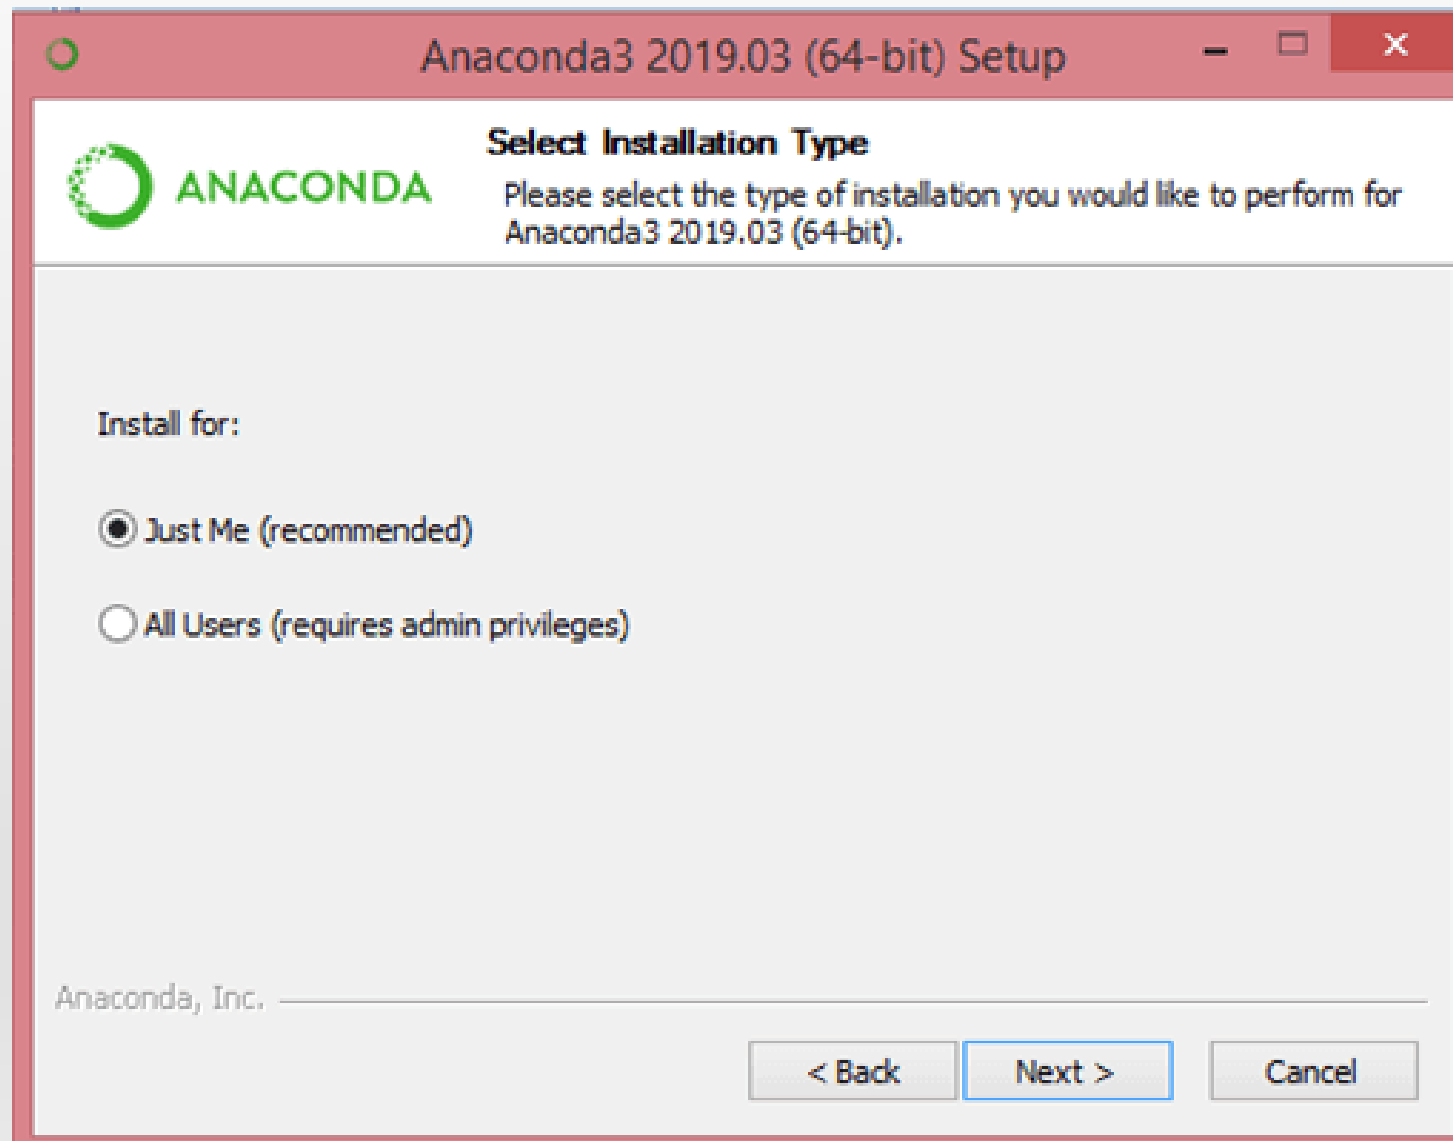 Anaconda3 2019.03 (64-bit) Setup
ANACONDA
Select Installation Type
Please select the type of installation you would like to perform for
Anaconda3 2019.03 (64-bit).
Install for:
Just Me (recommended)
All Users (requires admin privileges)
Anaconda, Inc.
< Back Next > Cancel